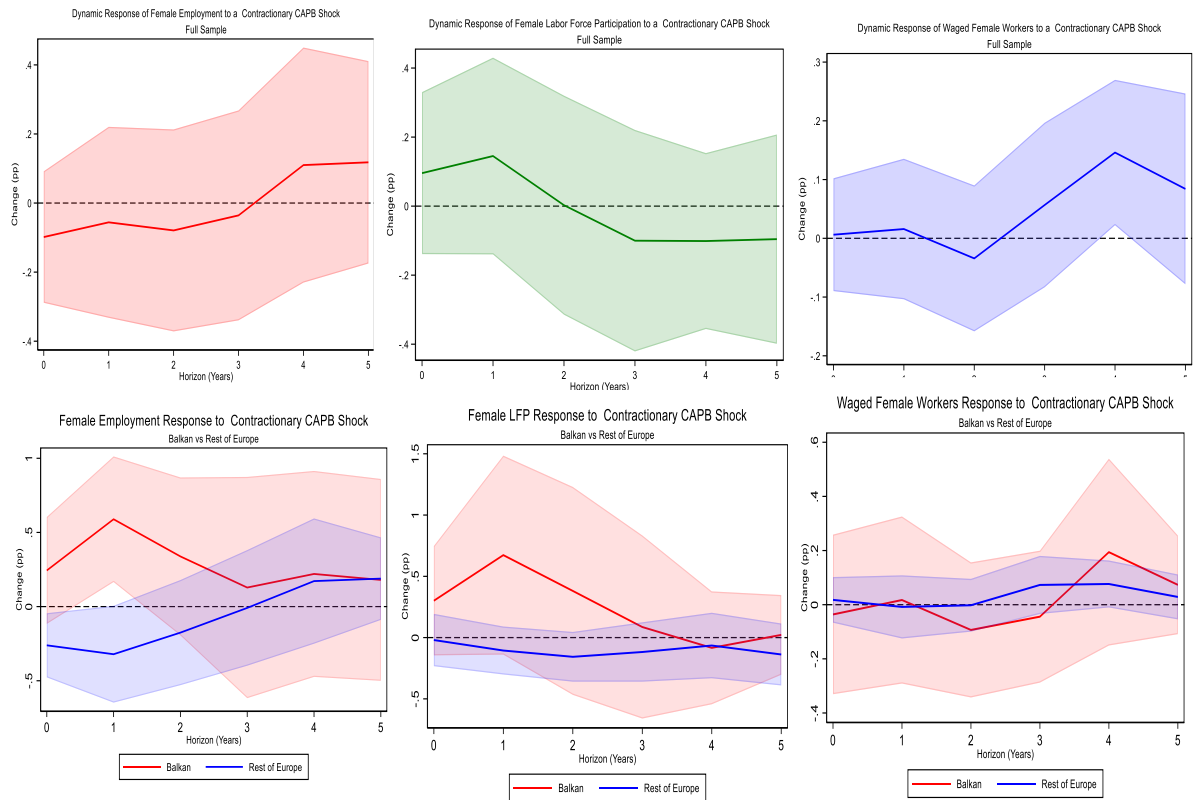 Dynamic Response of Female Employment to a  Contractionary CAPB Shock
Full Sample
Change (pp)
.4
.2
0
-.2
-.4
0 1 2 3 4 5
Horizon (Years)
Dynamic Response of Female Labor Force Participation to a  Contractionary CAPB Shock
Full Sample
Change (pp)
.4
.2
0
-.2
-.4
0 1 2 3 4 5
Horizon (Years)
Dynamic Response of Waged Female Workers to a  Contractionary CAPB Shock
Full Sample
Change (pp)
.3
.2
.1
0
-.1
-.2
0 1 2 3 4 5
Female Employment Response to  Contractionary CAPB Shock
Balkan vs Rest of Europe
Change (pp)
1
.5
0
-.5
0 1 2 3 4 5
Horizon (Years)
Balkan Rest of Europe
Female LFP Response to  Contractionary CAPB Shock
Balkan vs Rest of Europe
Change (pp)
1.5
1
.5
0
-.5
0 1 2 3 4 5
Horizon (Years)
Balkan Rest of Europe
Waged Female Workers Response to  Contractionary CAPB Shock
Balkan vs Rest of Europe
Change (pp)
.6
.4
.2
0
-.2
-.4
0 1 2 3 4 5
Horizon (Years)
Balkan Rest of Europe